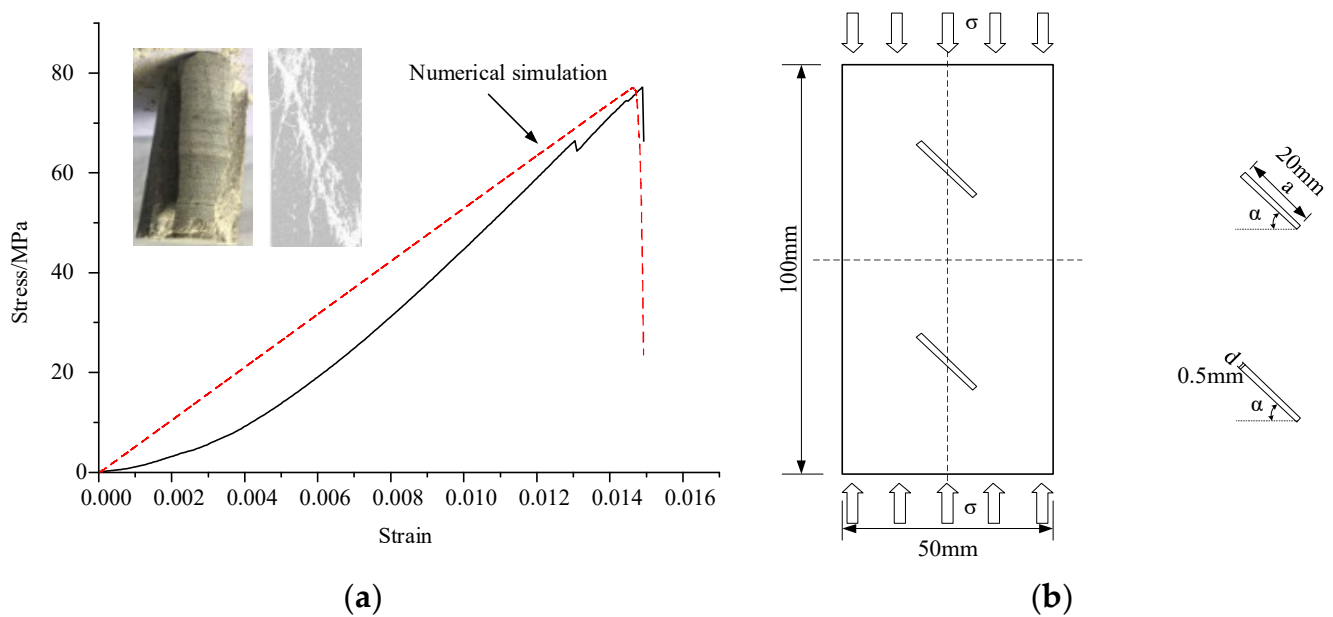 80
60
40
20
0
Stress/MPa
Numerical simulation
0.000 0.002 0.004 0.006 0.008 0.010 0.012 0.014 0.016
Strain
(a)
σ
100mm
σ
50mm
20mm
a
α
d
0.5mm
α
(b)